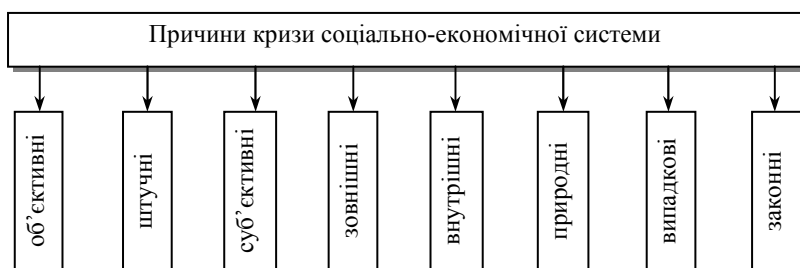 Причини кризи соціально-економічної системи
об’єктивні
штучні
суб’єктивні
зовнішні
внутрішні
природні
випадкові
законні